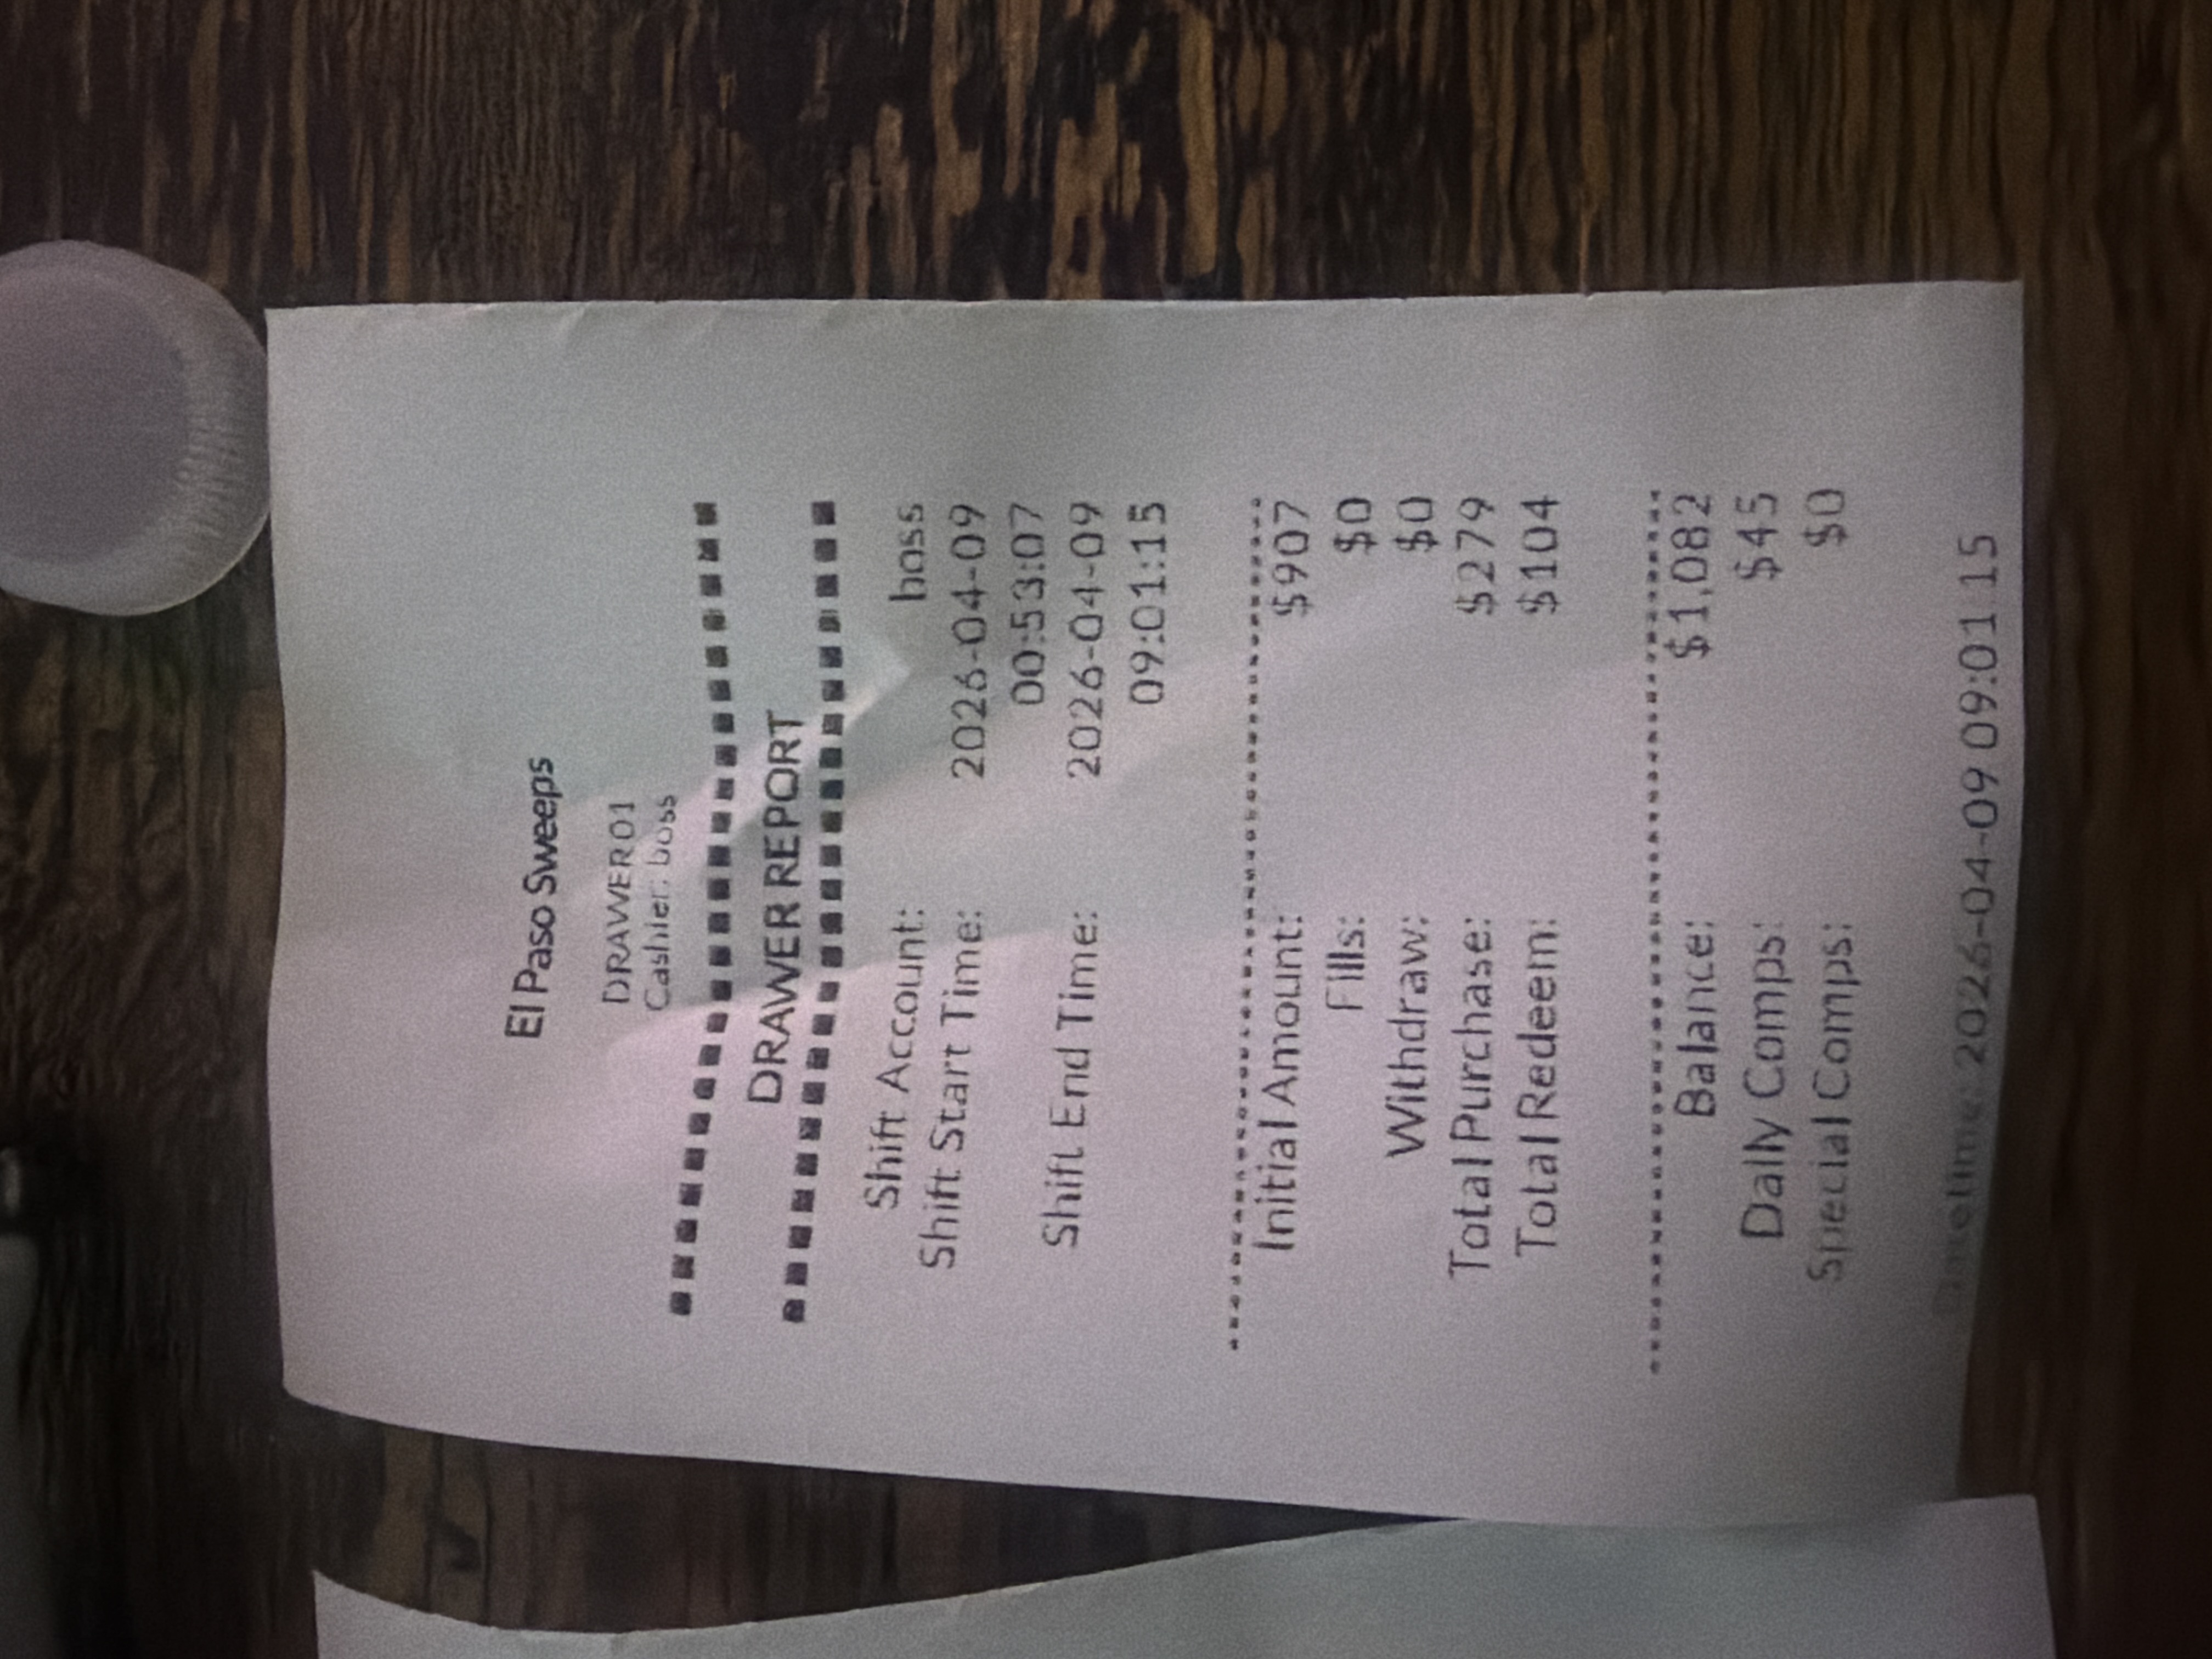 El Paso Sweeps
DRAWER01
Cashier: boss
DRAWER REPORT
Shift Account: boss
Shift Start Time: 2026-04-09
00:53:07
Shift End Time: 2026-04-09
09:01:15
Initial Amount: $907
Fills: $0
Withdraw: $0
Total Purchase: $279
Total Redeem: $104
Balance: $1,082
Daily Comps: $45
Special Comps: $0
2026-04-09 09:01:15